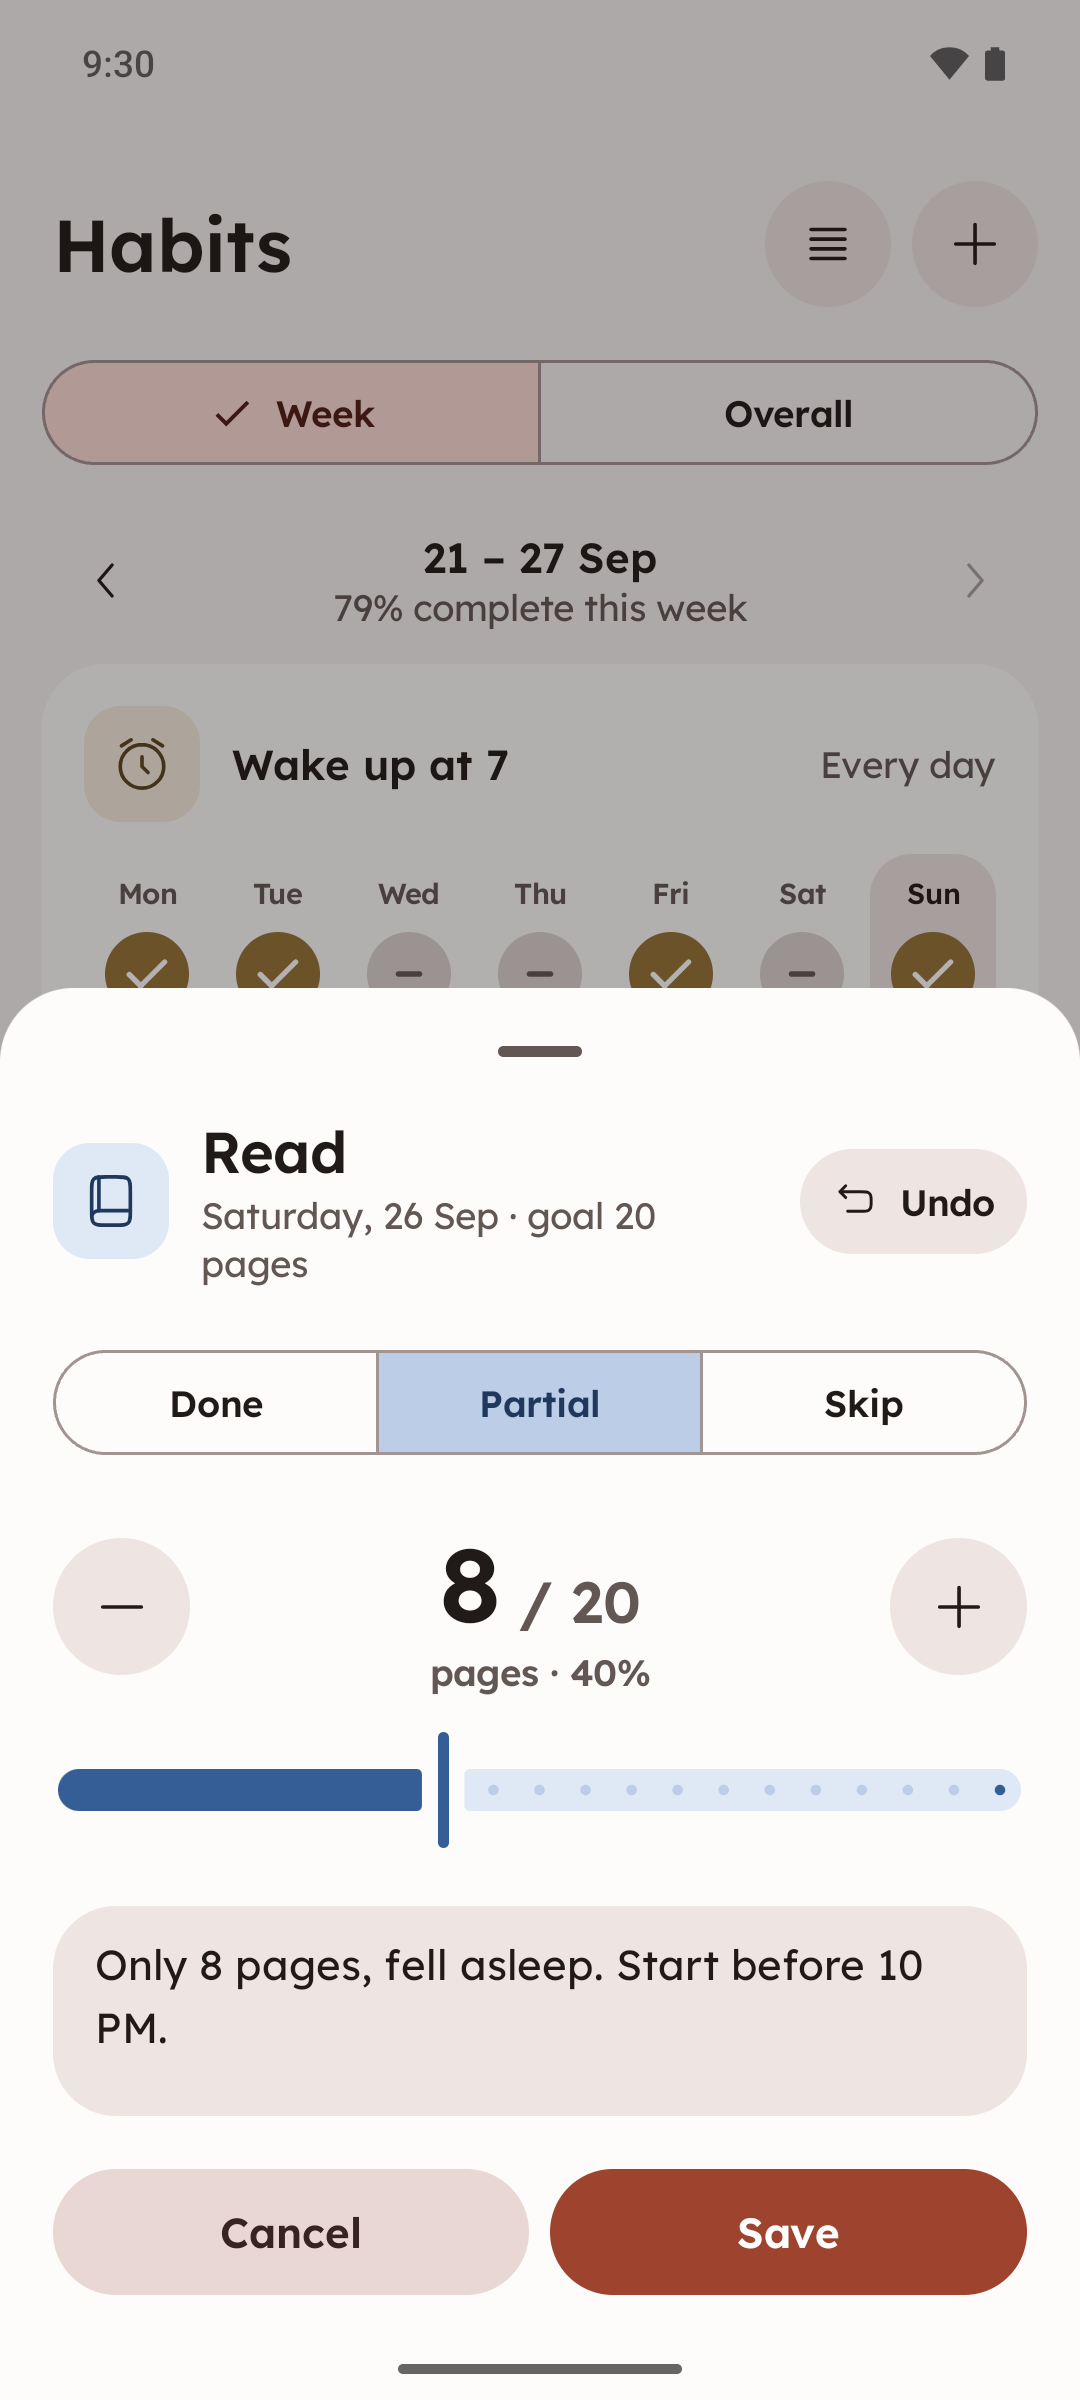 9:30
Habits
Week
Overall
21 – 27 Sep
79% complete this week
Wake up at 7
Every day
Mon Tue Wed Thu Fri Sat Sun
Read
Saturday, 26 Sep · goal 20
pages
Undo
Done
Partial
Skip
8 / 20
pages · 40%
Only 8 pages, fell asleep. Start before 10
PM.
Cancel
Save